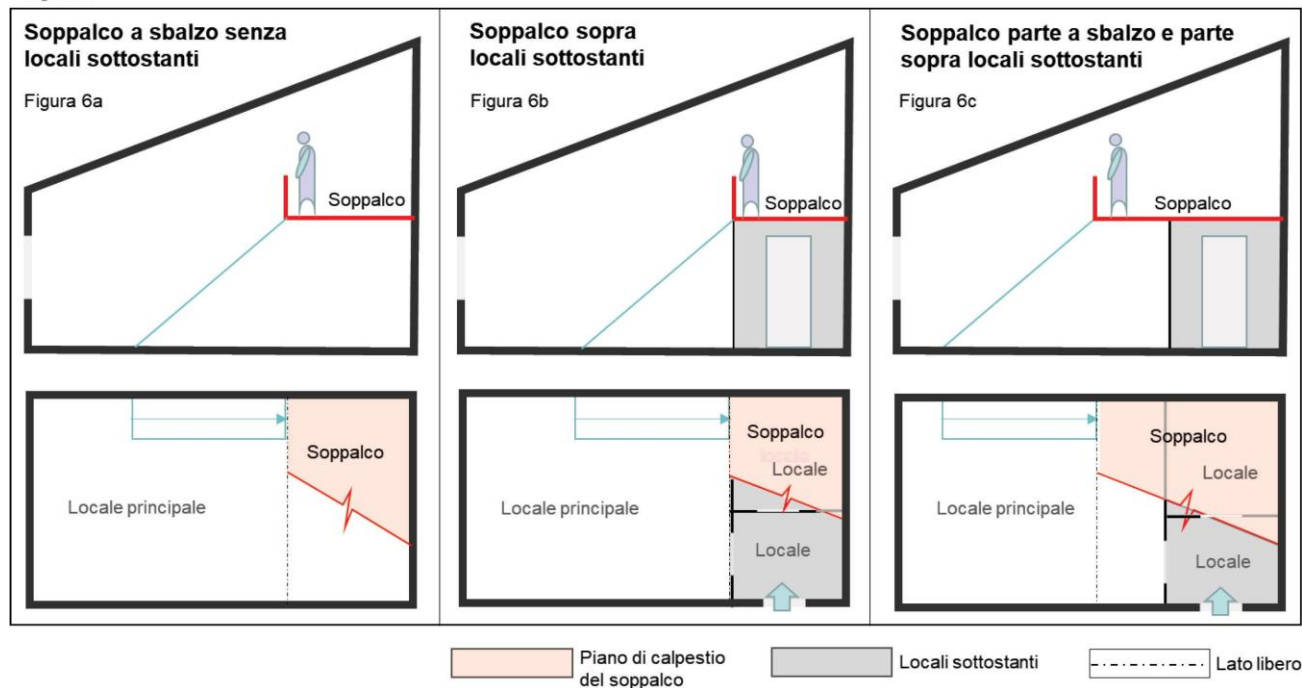 Soppalco a sbalzo senza
locali sottostanti
Figura 6a
Soppalco
Soppalco sopra
locali sottostanti
Figura 6b
Soppalco
Soppalco parte a sbalzo e parte
sopra locali sottostanti
Figura 6c
Soppalco
Soppalco
Locale principale
Soppalco
Locale
Locale principale
Locale
Soppalco
Locale
Locale principale
Locale
Piano di calpestio
del soppalco
Locali sottostanti
Lato libero